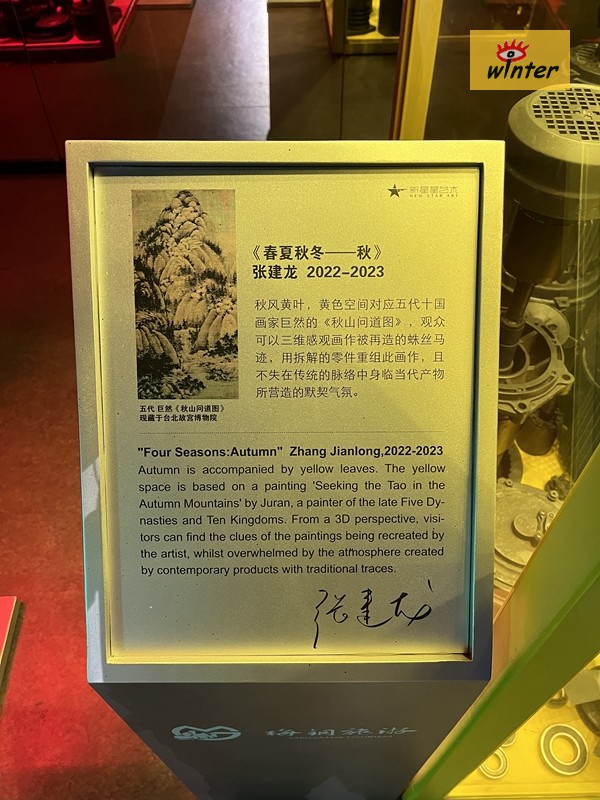 winter
新星星艺术
NEW STAR ART
《春夏秋冬——秋》
张建龙 2022–2023
秋风黄叶，黄色空间对应五代十国
画家巨然的《秋山问道图》，观众
可以三维感观画作被再造的蛛丝马
迹，用拆解的零件重组此画作，且
不失在传统的脉络中身临当代产物
所营造的默契气氛。
五代 巨然《秋山问道图》
现藏于台北故宫博物院
"Four Seasons:Autumn" Zhang Jianlong,2022-2023
Autumn is accompanied by yellow leaves. The yellow
space is based on a painting 'Seeking the Tao in the
Autumn Mountains' by Juran, a painter of the late Five Dy-
nasties and Ten Kingdoms. From a 3D perspective, visi-
tors can find the clues of the paintings being recreated by
the artist, whilst overwhelmed by the atmosphere created
by contemporary products with traditional traces.
张建龙